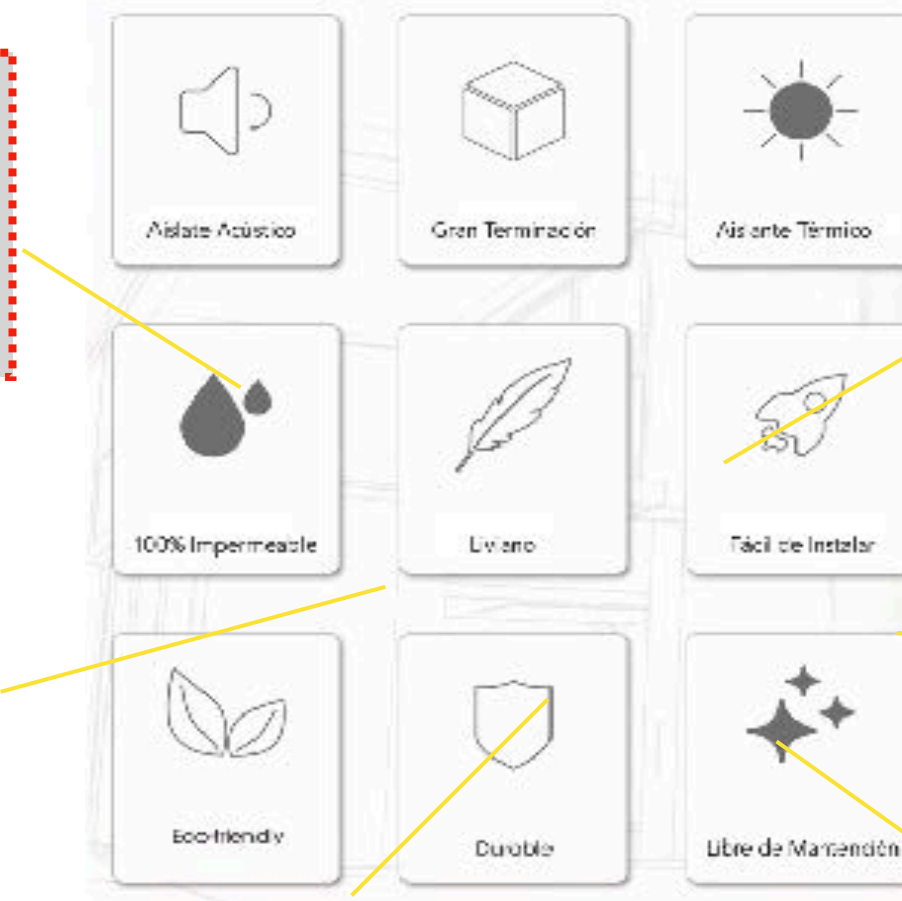 Aislate Acústico
Gran Terminación
Aislante Térmico
100% Impermeable
Liviano
Fácil de Instalar
Eco-friendly
Durable
Libre de Mantención